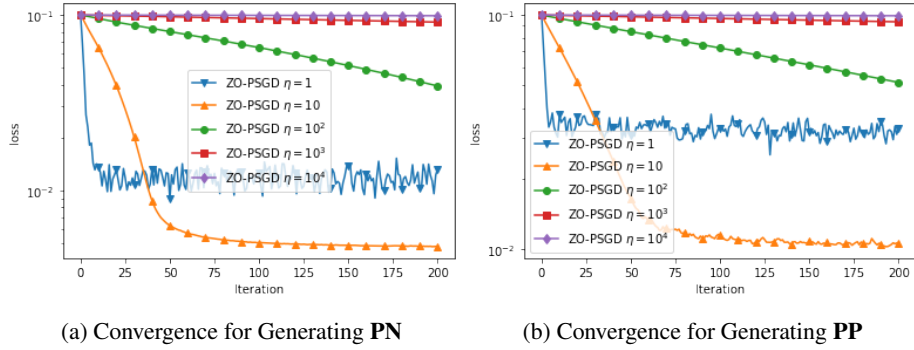 10⁻¹
10⁻²
loss
ZO-PSGD η = 1
ZO-PSGD η = 10
ZO-PSGD η = 10²
ZO-PSGD η = 10³
ZO-PSGD η = 10⁴
0 25 50 75 100 125 150 175 200
Iteration
(a) Convergence for Generating PN
10⁻¹
10⁻²
loss
ZO-PSGD η = 1
ZO-PSGD η = 10
ZO-PSGD η = 10²
ZO-PSGD η = 10³
ZO-PSGD η = 10⁴
0 25 50 75 100 125 150 175 200
Iteration
(b) Convergence for Generating PP